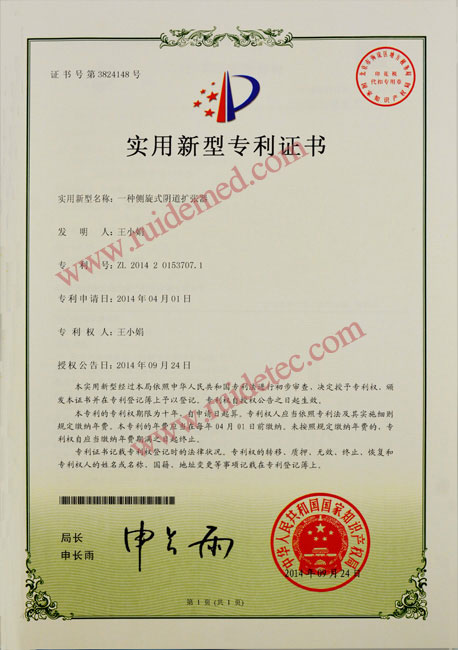 证书号第3824148号
实用新型专利证书
实用新型名称：一种侧旋式阴道扩张器
发 明 人：王小娟
专 利 号：ZL 2014 2 0153707.1
专利申请日：2014年04月01日
专 利 权 人：王小娟
授权公告日：2014年09月24日
本实用新型经过本局依照中华人民共和国专利法进行初步审查，决定授予专利权，颁
发本证书并在专利登记簿上予以登记。专利权自授权公告之日起生效。
本专利的专利权期限为十年，自申请日起算。专利权人应当依照专利法及其实施细则
规定缴纳年费。本专利的年费应当在每年04月01日前缴纳。未按照规定缴纳年费的，专
利权自应当缴纳年费期满之日起终止。
专利证书记载专利权登记时的法律状况。专利权的转移、质押、无效、终止、恢复和
专利权人的姓名或名称、国籍、地址变更等事项记载在专利登记簿上。
局长
申长雨
申长雨
中华人民共和国国家知识产权局
2014年09月24日
第1页(共1页)
印花税
代扣专用章
www.ruidemed.com
www.ruidetec.com